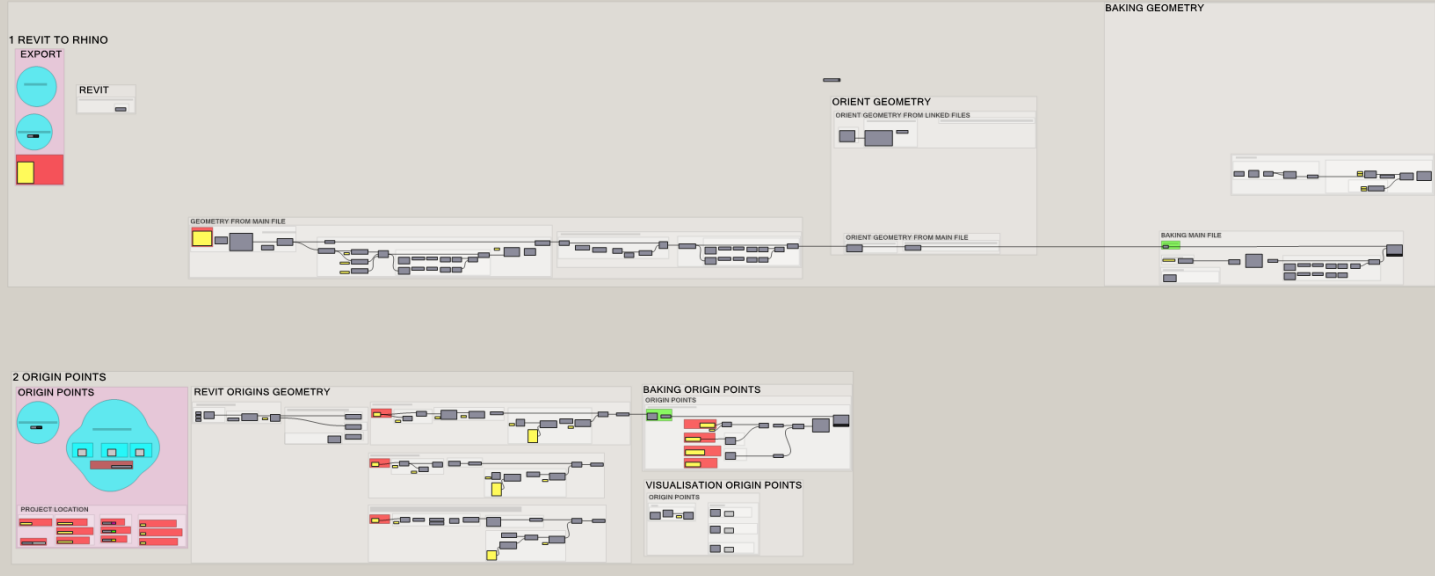 BAKING GEOMETRY
1 REVIT TO RHINO
EXPORT
REVIT
ORIENT GEOMETRY
ORIENT GEOMETRY FROM LINKED FILES
GEOMETRY FROM MAIN FILE
ORIENT GEOMETRY FROM MAIN FILE
BAKING MAIN FILE
2 ORIGIN POINTS
ORIGIN POINTS
REVIT ORIGINS GEOMETRY
BAKING ORIGIN POINTS
ORIGIN POINTS
VISUALISATION ORIGIN POINTS
ORIGIN POINTS
PROJECT LOCATION